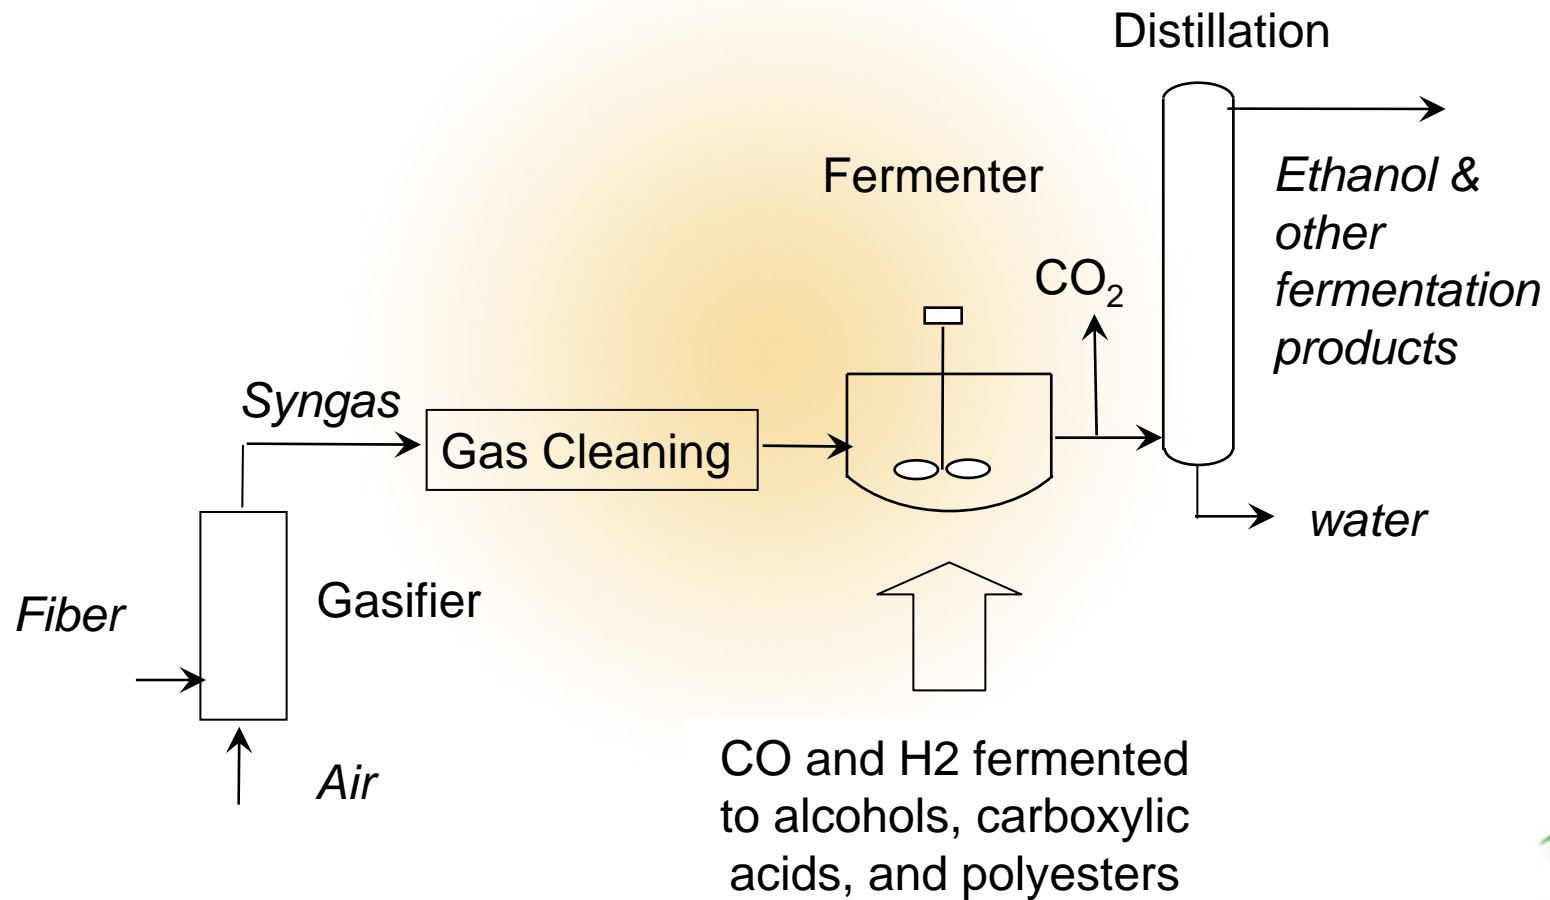 Distillation
Fermenter
Ethanol &
other
fermentation
products
CO₂
Syngas
Gas Cleaning
water
Fiber
Gasifier
Air
CO and H2 fermented
to alcohols, carboxylic
acids, and polyesters